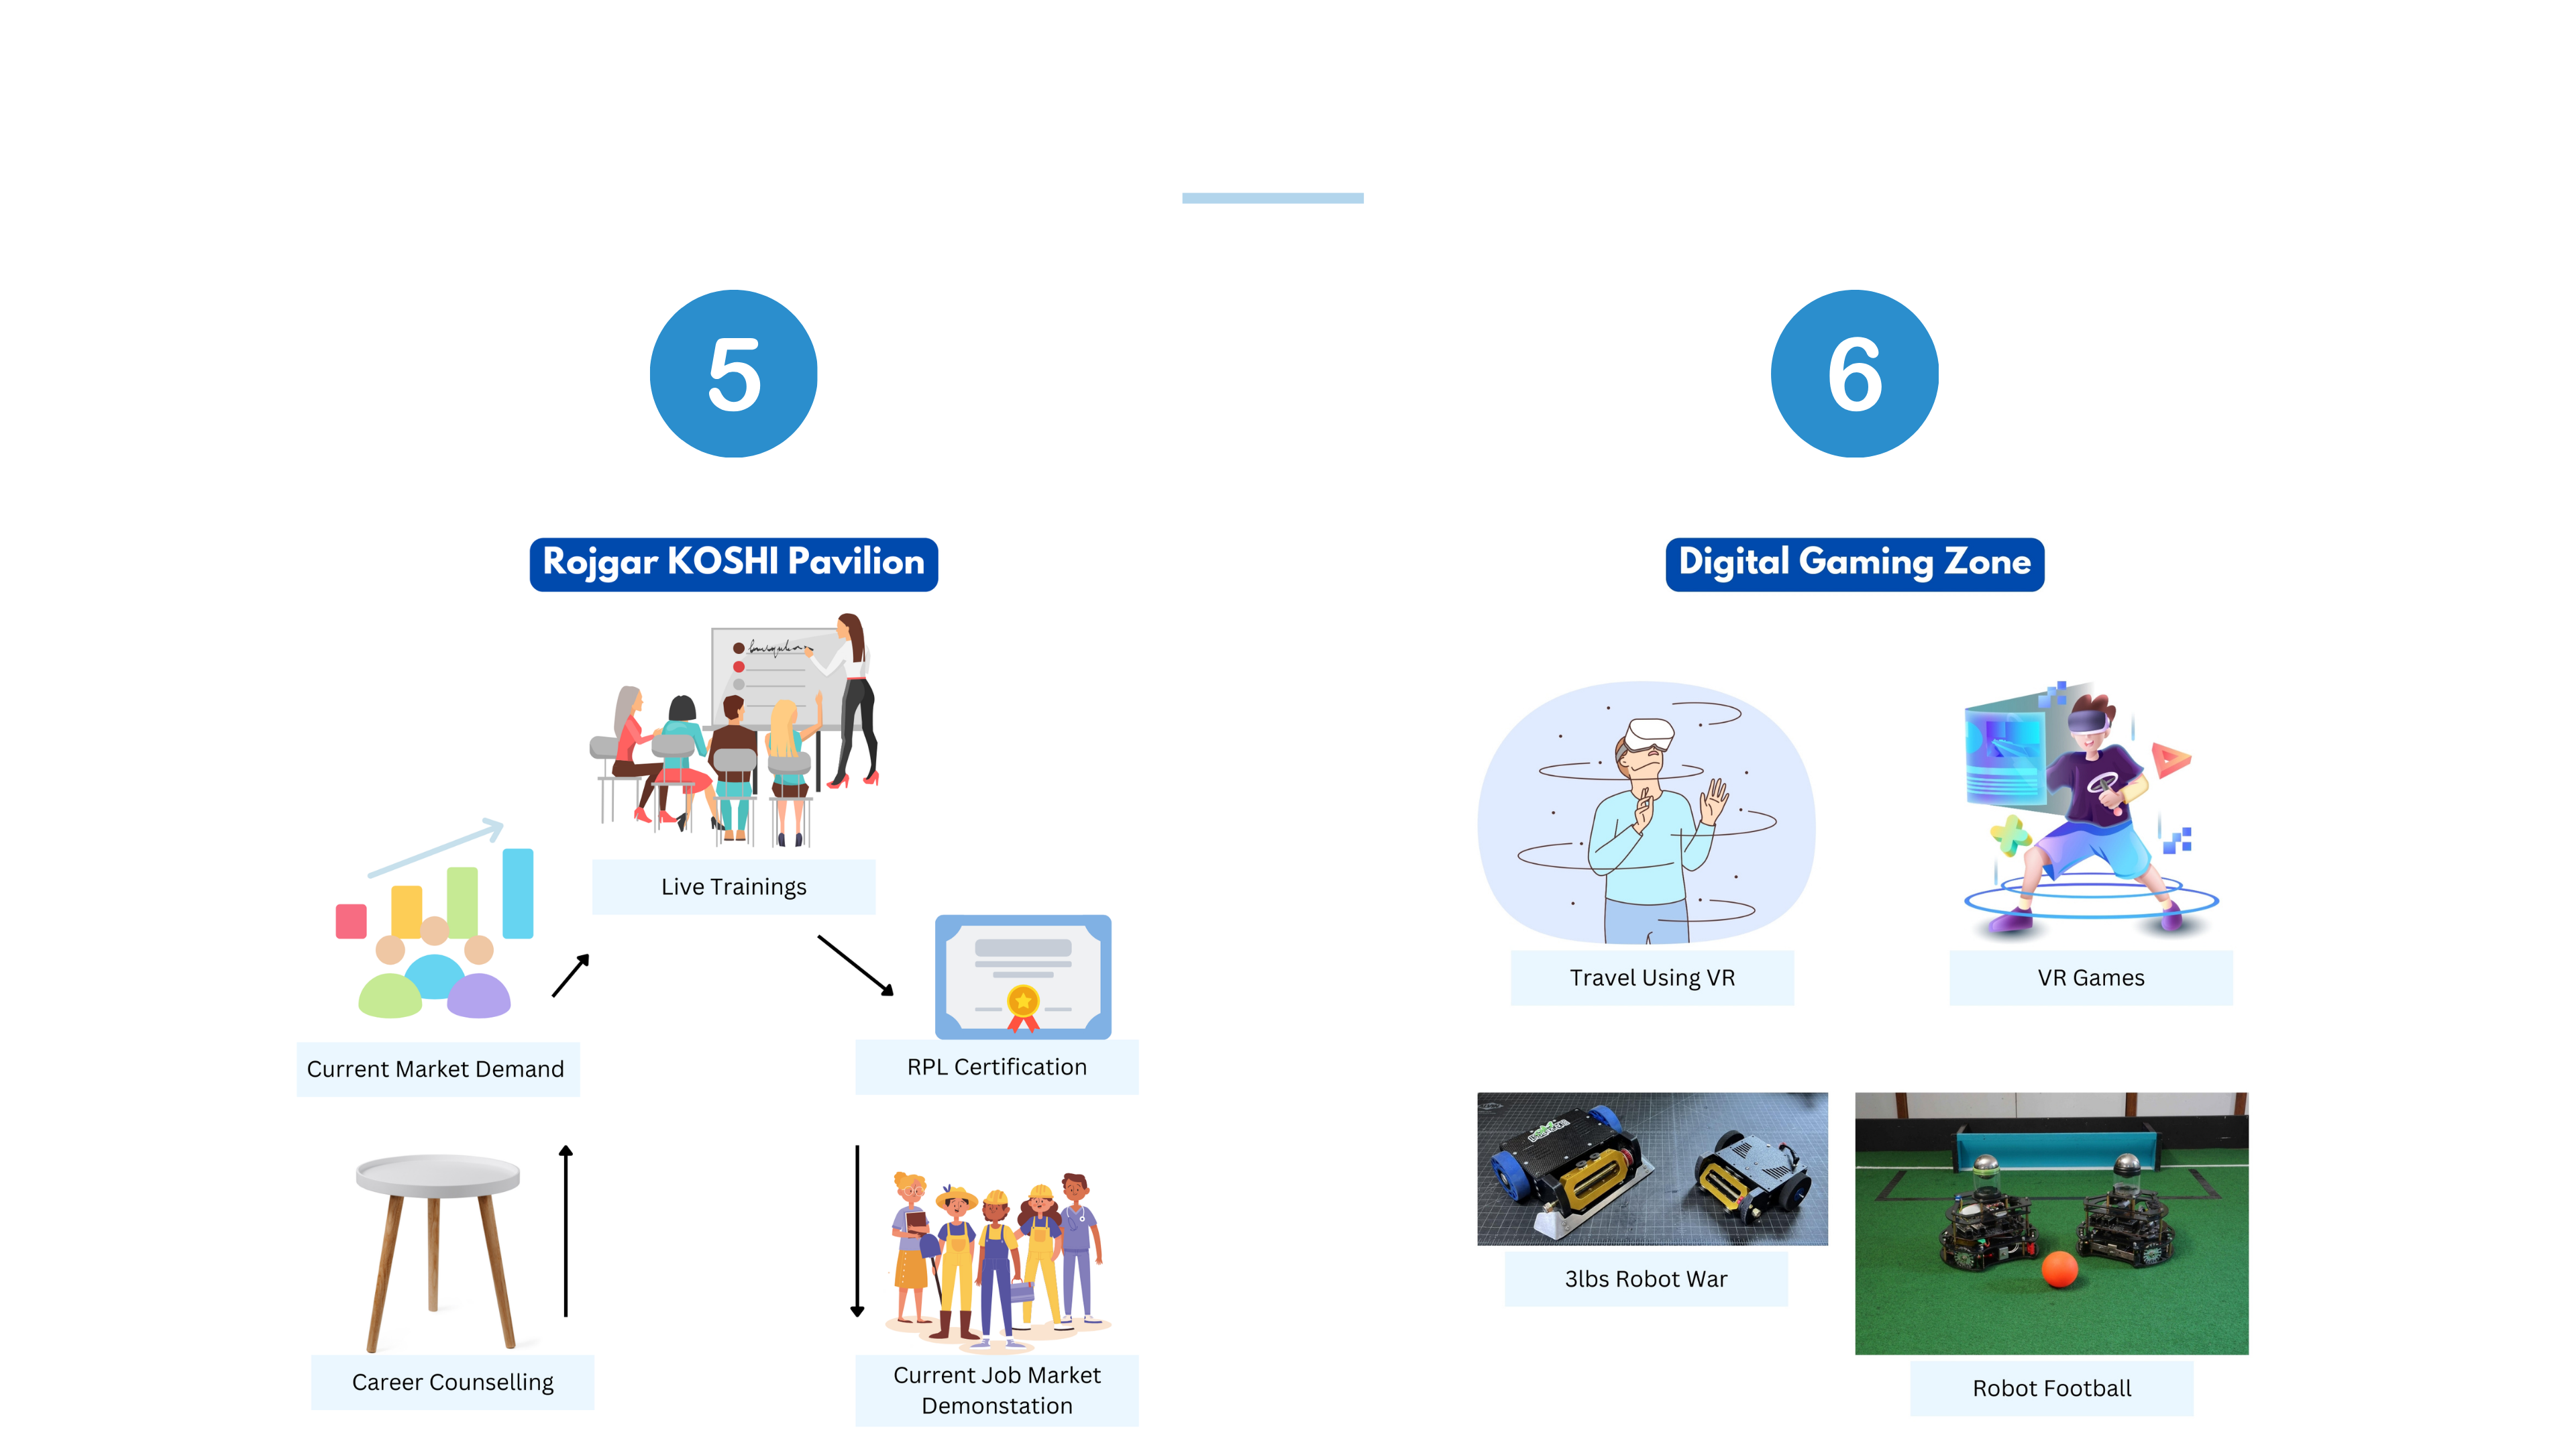 5
Rojgar KOSHI Pavilion
Live Trainings
Current Market Demand
RPL Certification
Career Counselling
Current Job Market
Demonstation
6
Digital Gaming Zone
Travel Using VR
VR Games
3lbs Robot War
Robot Football